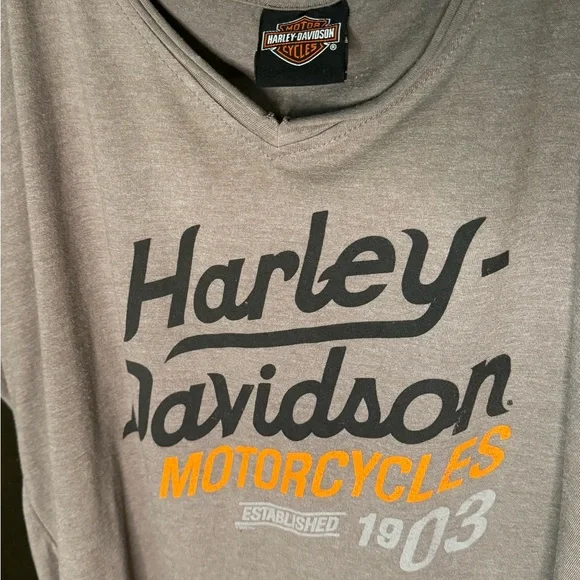 MOTOR
HARLEY-DAVIDSON
CYCLES ®
Harley-
Davidson
MOTORCYCLES
ESTABLISHED 1903